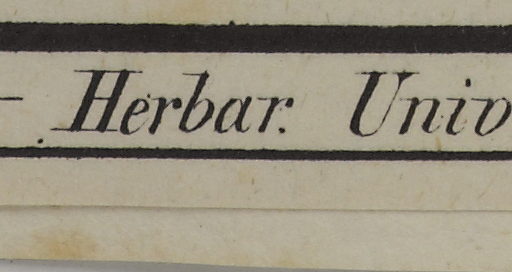 – Herbar. Univ